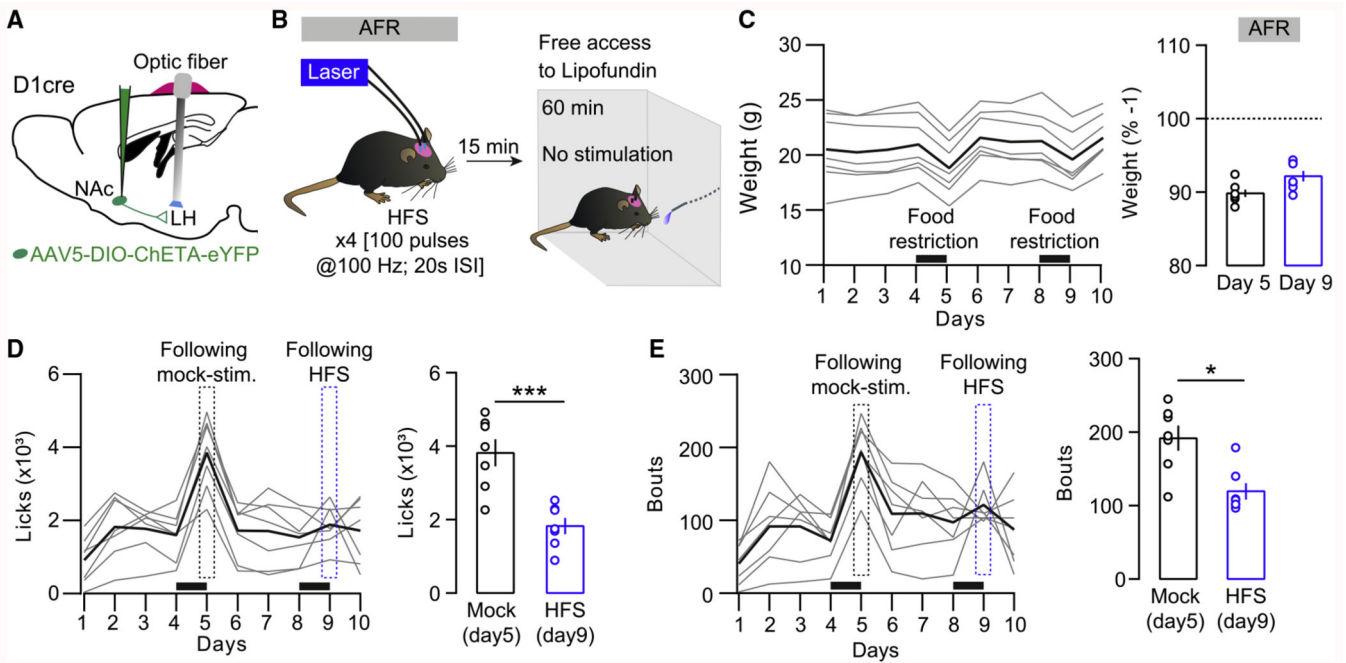 A
D1cre
Optic fiber
NAc
LH
AAV5-DIO-ChETA-eYFP
B
AFR
Laser
15 min
HFS
x4 [100 pulses
@100 Hz; 20s ISI]
Free access
to Lipofundin
60 min
No stimulation
C
Weight (g)
30
25
20
15
10
Food
restriction
Food
restriction
1 2 3 4 5 6 7 8 9 10
Days
AFR
Weight (% -1)
110
100
90
80
Day 5 Day 9
D
Following
mock-stim.
Following
HFS
Licks (x10³)
6
4
2
0
1 2 3 4 5 6 7 8 9 10
Days
Licks (x10³)
6
4
2
0
***
Mock
(day5)
HFS
(day9)
E
Following
mock-stim.
Following
HFS
Bouts
300
200
100
0
1 2 3 4 5 6 7 8 9 10
Days
Bouts
300
200
100
0
*
Mock
(day5)
HFS
(day9)